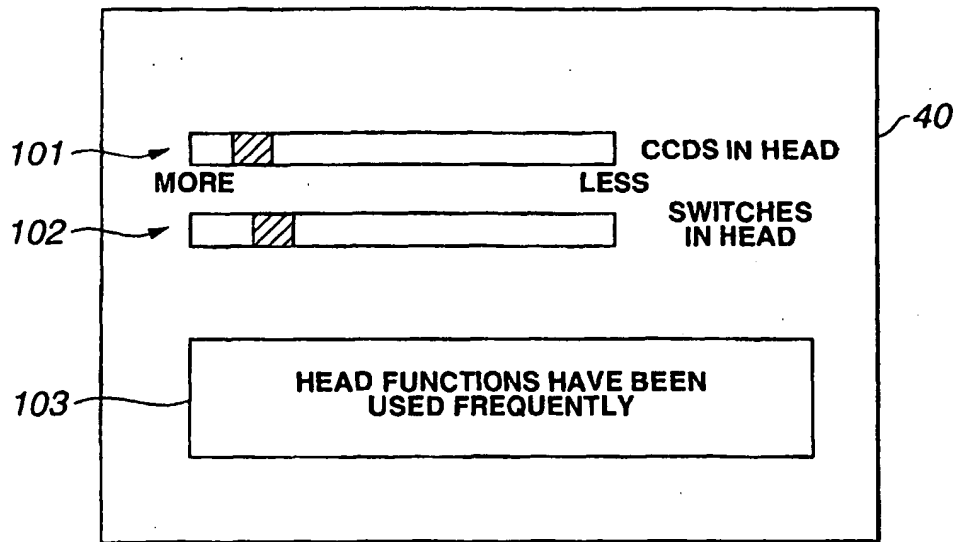 40
101
CCDS IN HEAD
MORE
LESS
102
SWITCHES
IN HEAD
103
HEAD FUNCTIONS HAVE BEEN
USED FREQUENTLY